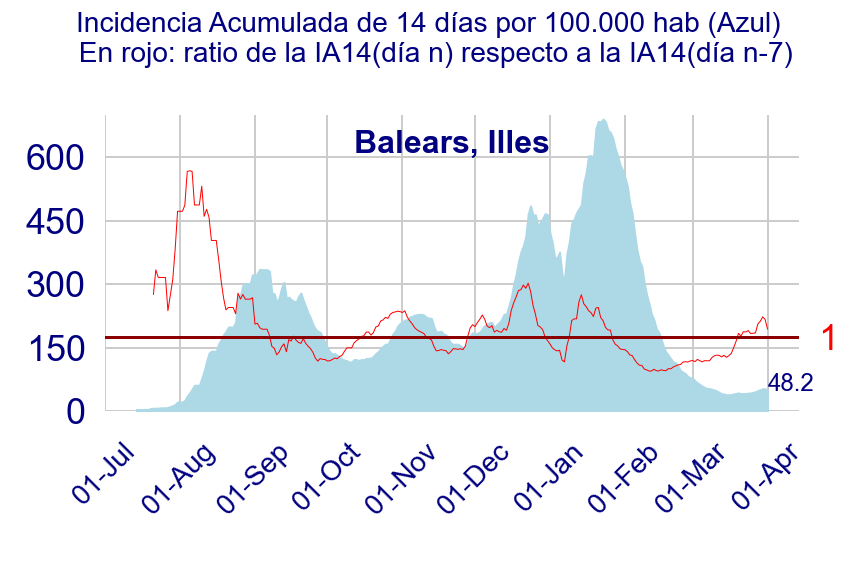 Incidencia Acumulada de 14 días por 100.000 hab (Azul)
En rojo: ratio de la IA14(día n) respecto a la IA14(día n-7)
Balears, Illes
600
450
300
150
0
1
48.2
01-Jul
01-Aug
01-Sep
01-Oct
01-Nov
01-Dec
01-Jan
01-Feb
01-Mar
01-Apr